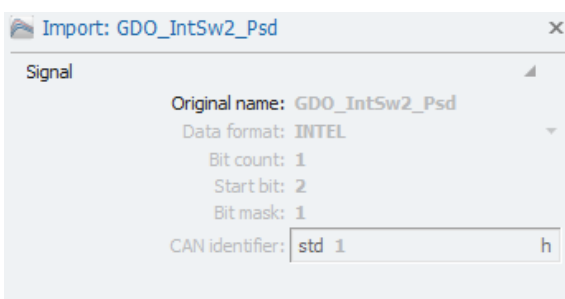 Import: GDO_IntSw2_Psd
Signal
Original name: GDO_IntSw2_Psd
Data format: INTEL
Bit count: 1
Start bit: 2
Bit mask: 1
CAN identifier: std 1 h